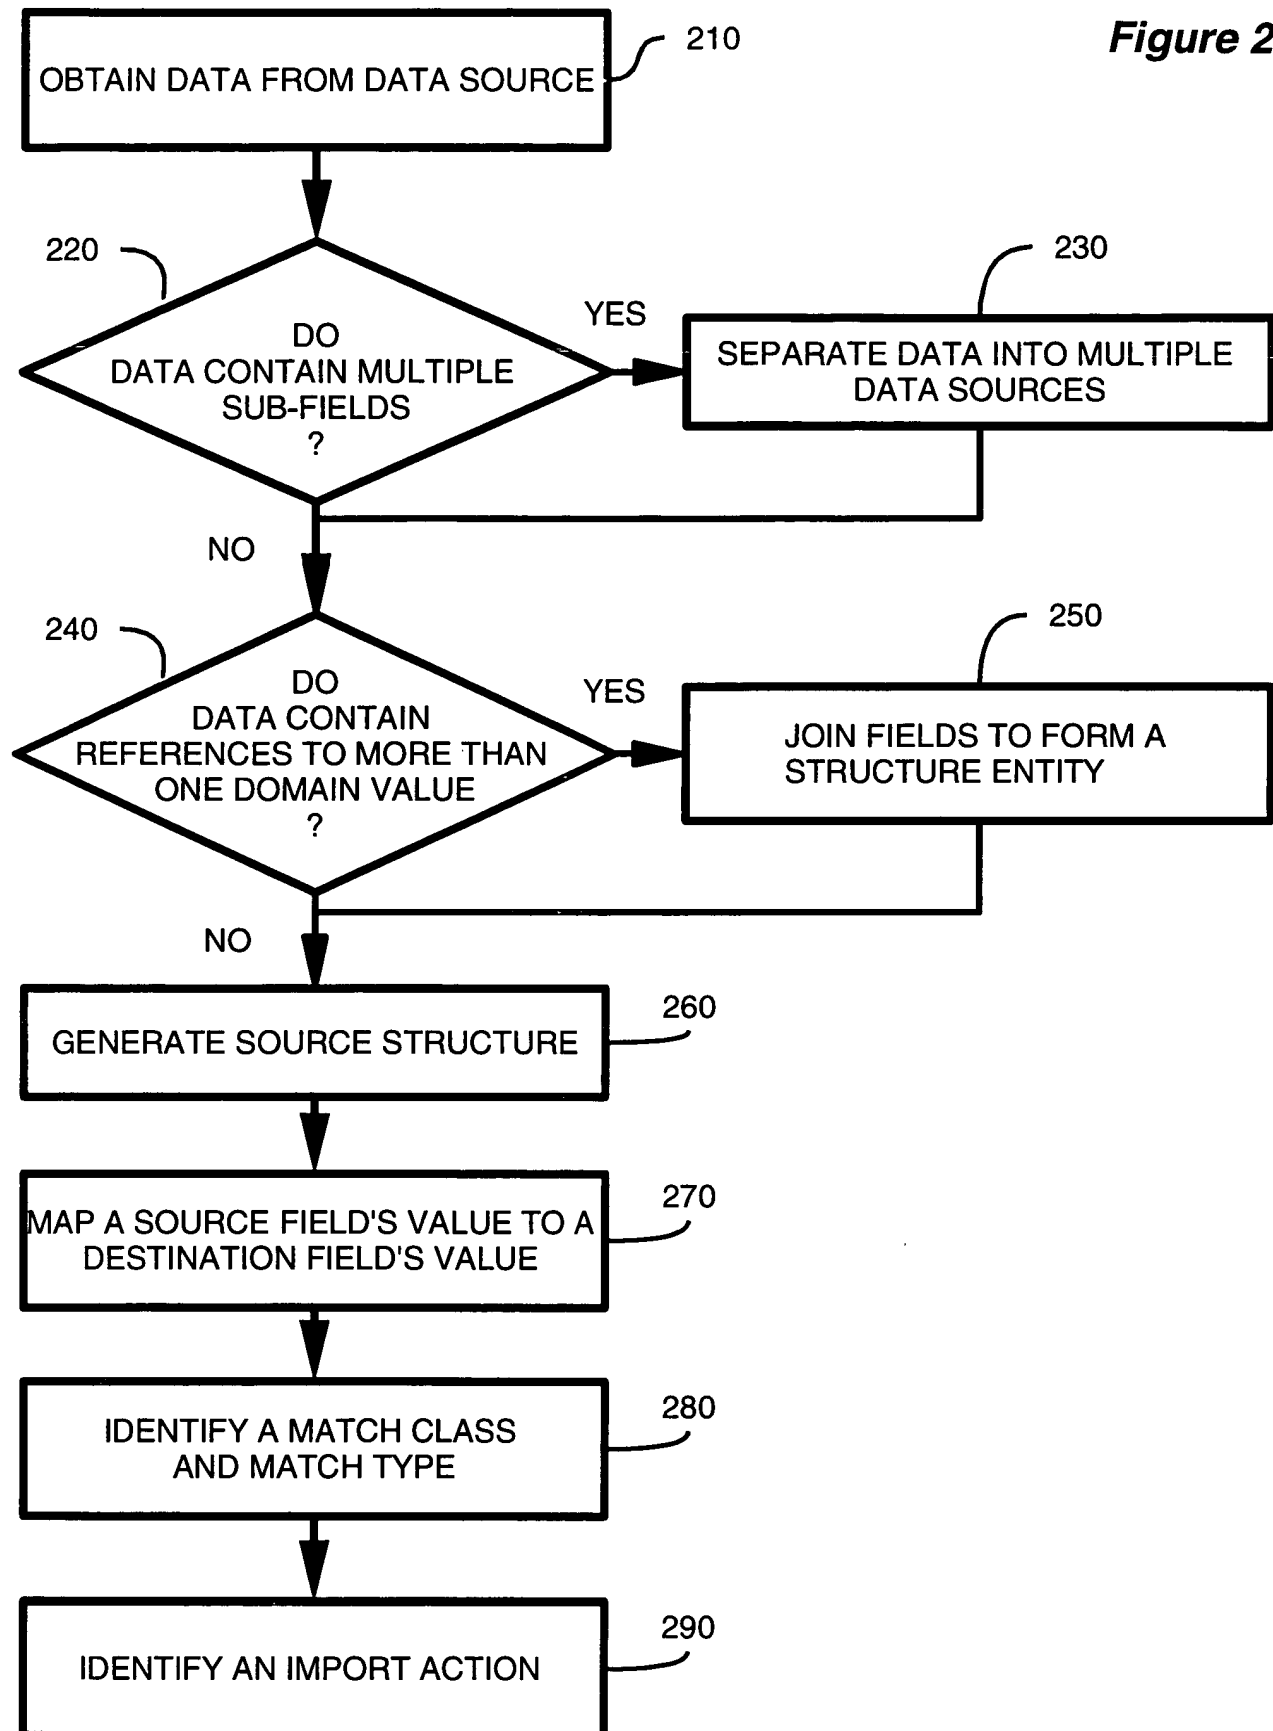 Figure 2
210
OBTAIN DATA FROM DATA SOURCE
220
DO
DATA CONTAIN MULTIPLE
SUB-FIELDS
?
YES
230
SEPARATE DATA INTO MULTIPLE
DATA SOURCES
NO
240
DO
DATA CONTAIN
REFERENCES TO MORE THAN
ONE DOMAIN VALUE
?
YES
250
JOIN FIELDS TO FORM A
STRUCTURE ENTITY
NO
260
GENERATE SOURCE STRUCTURE
270
MAP A SOURCE FIELD'S VALUE TO A
DESTINATION FIELD'S VALUE
280
IDENTIFY A MATCH CLASS
AND MATCH TYPE
290
IDENTIFY AN IMPORT ACTION